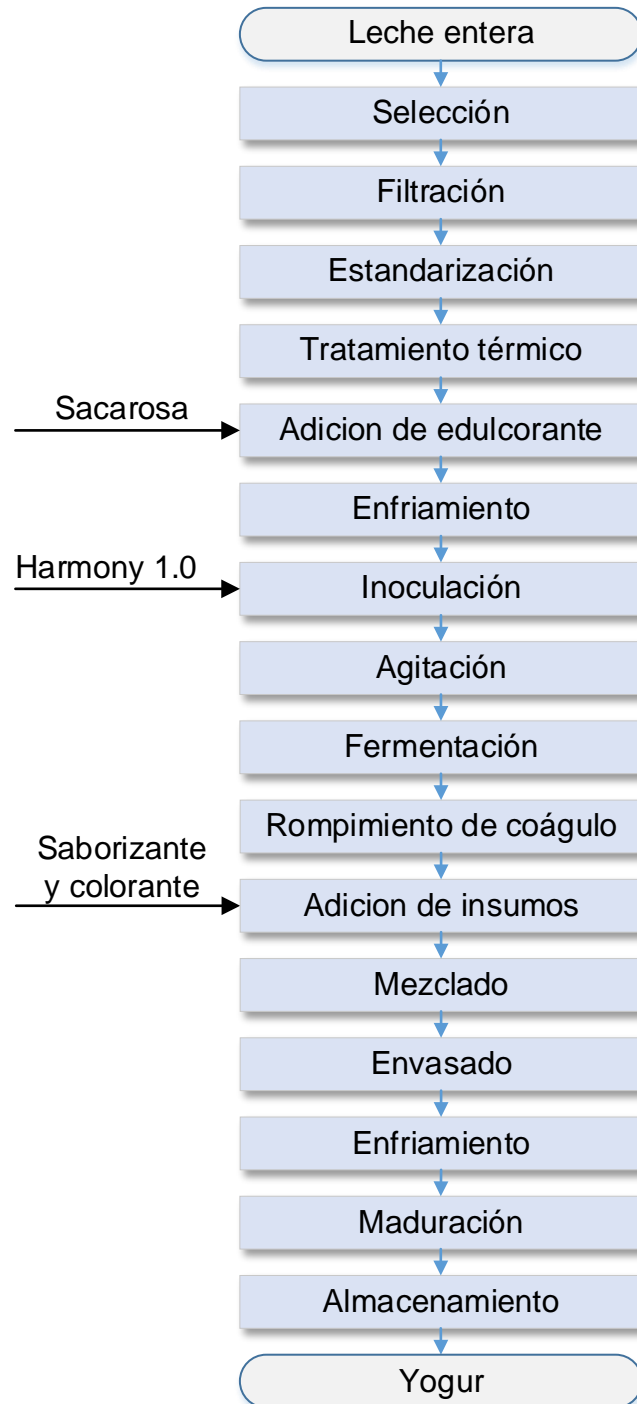 Leche entera
Selección
Filtración
Estandarización
Tratamiento térmico
Sacarosa
Adicion de edulcorante
Enfriamiento
Harmony 1.0
Inoculación
Agitación
Fermentación
Rompimiento de coágulo
Saborizante
y colorante
Adicion de insumos
Mezclado
Envasado
Enfriamiento
Maduración
Almacenamiento
Yogur